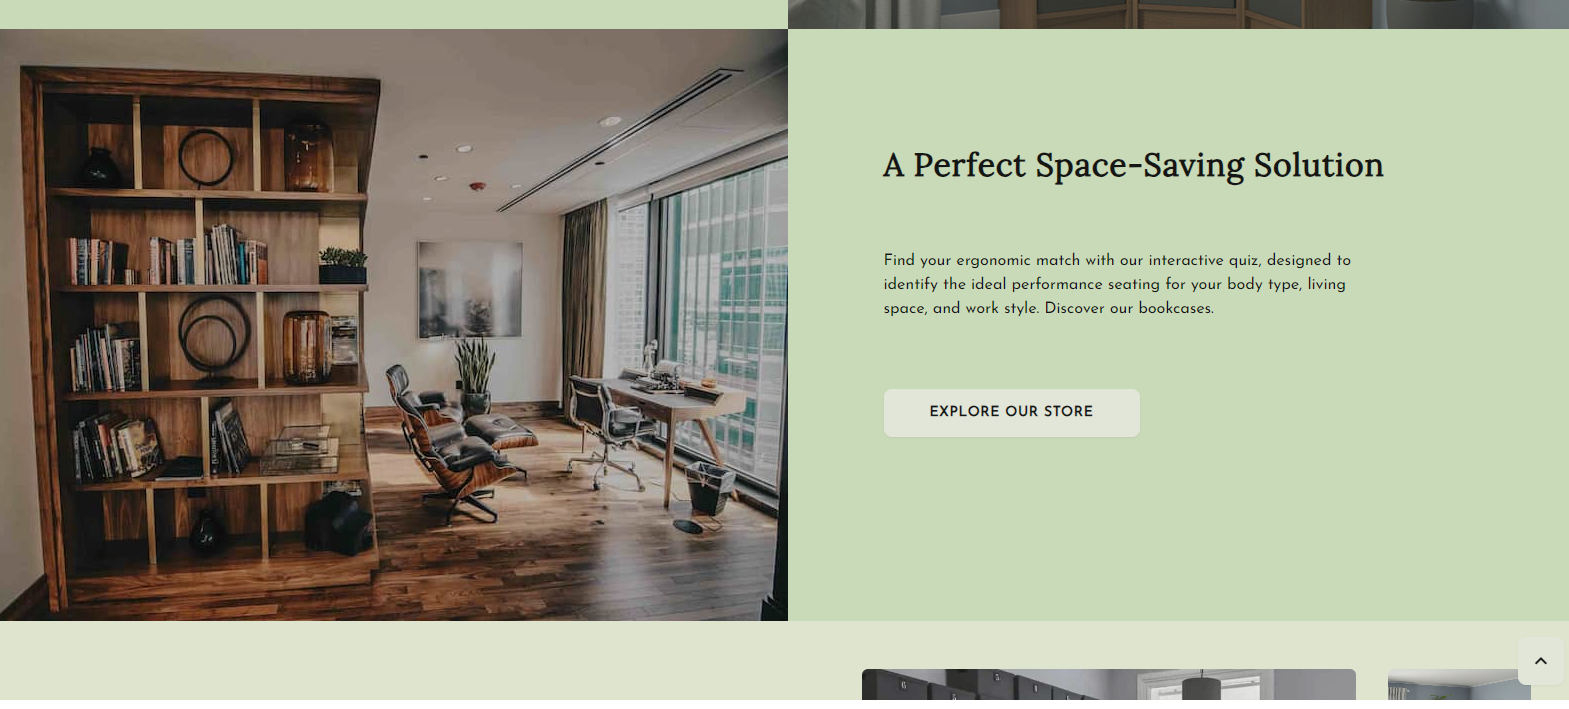 A Perfect Space-Saving Solution
Find your ergonomic match with our interactive quiz, designed to
identify the ideal performance seating for your body type, living
space, and work style. Discover our bookcases.
EXPLORE OUR STORE